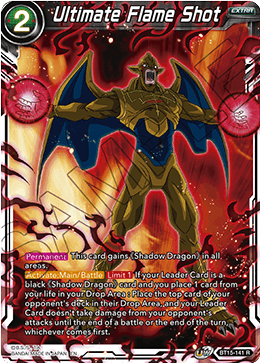 2
Ultimate Flame Shot
EXTRA
Permanent This card gains《Shadow Dragon》in all
areas.
Activate:Main/Battle Limit 1 If your Leader Card is a
black《Shadow Dragon》card and you place 1 card from
your life in your Drop Area: Place the top card of your
opponent's deck in their Drop Area, and your Leader
Card doesn't take damage from your opponent's
attacks until the end of a battle or the end of the turn,
whichever comes first.
BANDAI MADE IN JAPAN EN
BT15-141 R